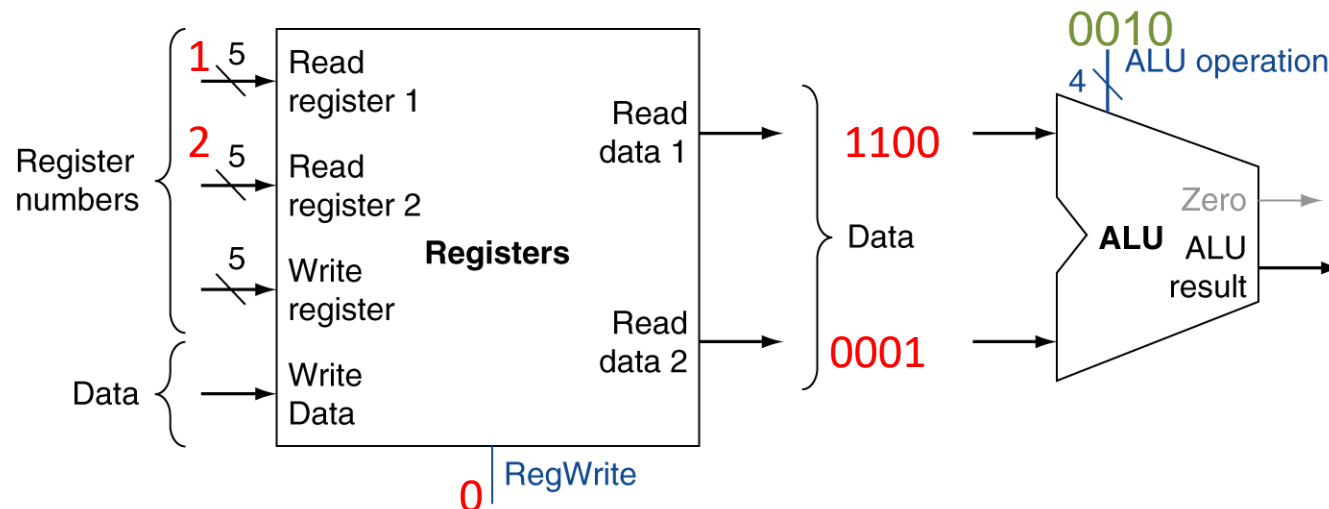 Register
numbers
Data
1
5
2
5
5
Read
register 1
Read
register 2
Write
register
Write
Data
Registers
Read
data 1
Read
data 2
0
RegWrite
1100
Data
0001
0010
4
ALU operation
Zero
ALU
ALU
result